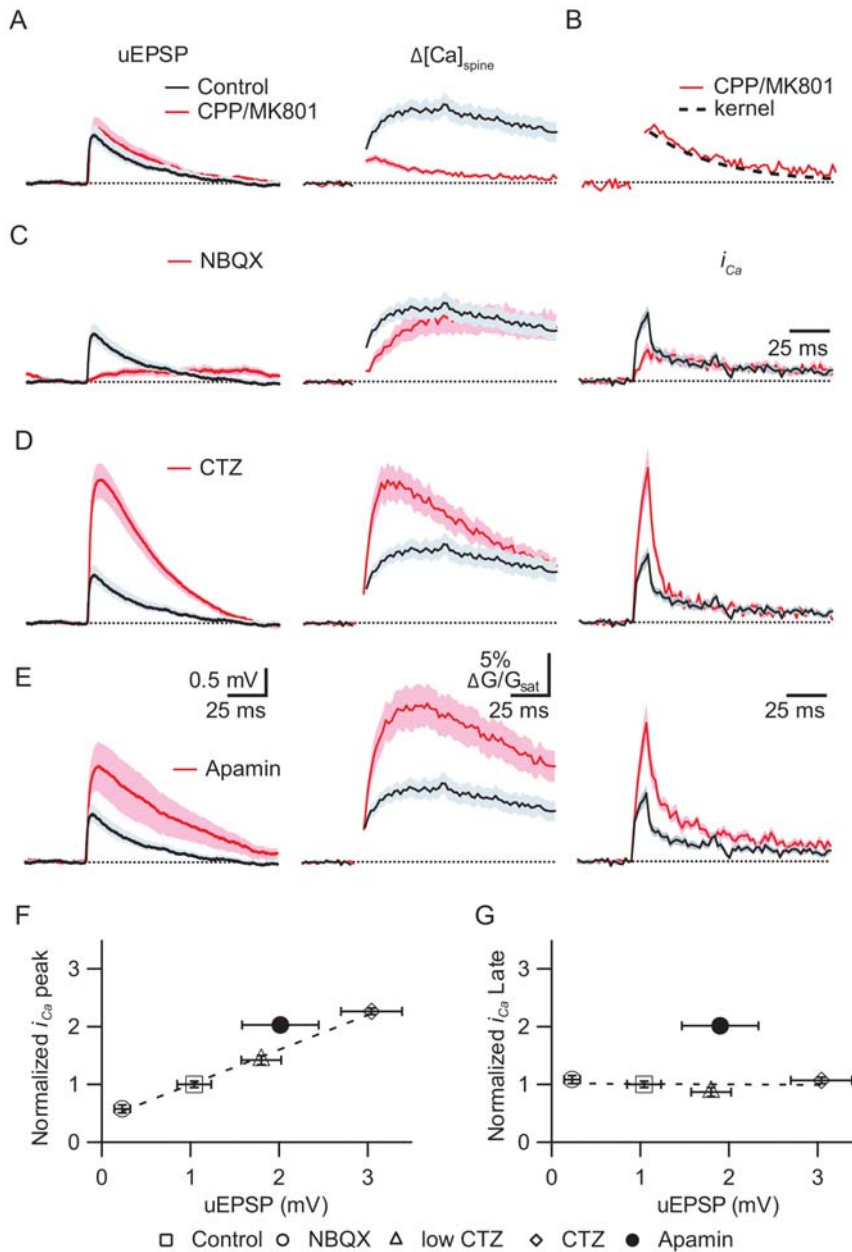 A
B
uEPSP
Δ[Ca]spine
Control
CPP/MK801
CPP/MK801
kernel
C
NBQX
iCa
25 ms
D
CTZ
E
0.5 mV
25 ms
5%
ΔG/Gsat
25 ms
25 ms
Apamin
F
G
Normalized iCa peak
3
2
1
0
0 1 2 3
uEPSP (mV)
Normalized iCa Late
3
2
1
0
0 1 2 3
uEPSP (mV)
Control NBQX low CTZ CTZ Apamin